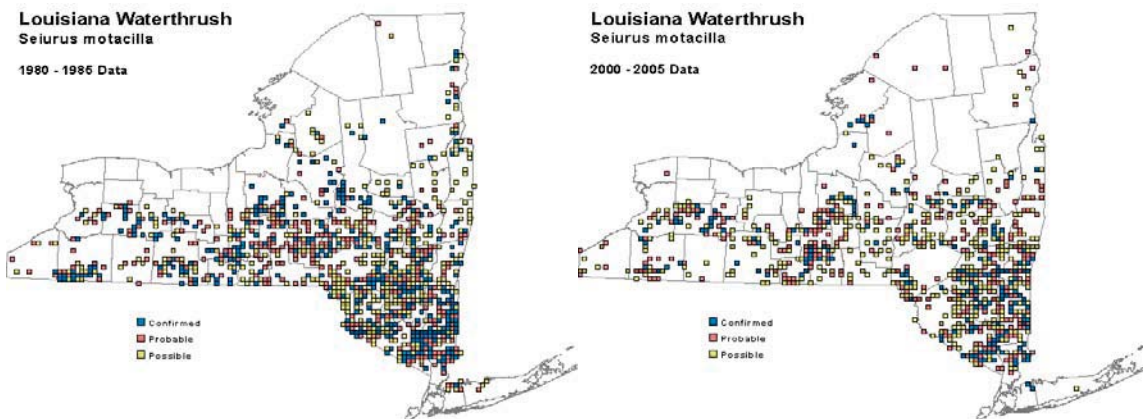 Louisiana Waterthrush
Seiurus motacilla
1980 - 1985 Data
Confirmed
Probable
Possible
Louisiana Waterthrush
Seiurus motacilla
2000 - 2005 Data
Confirmed
Probable
Possible